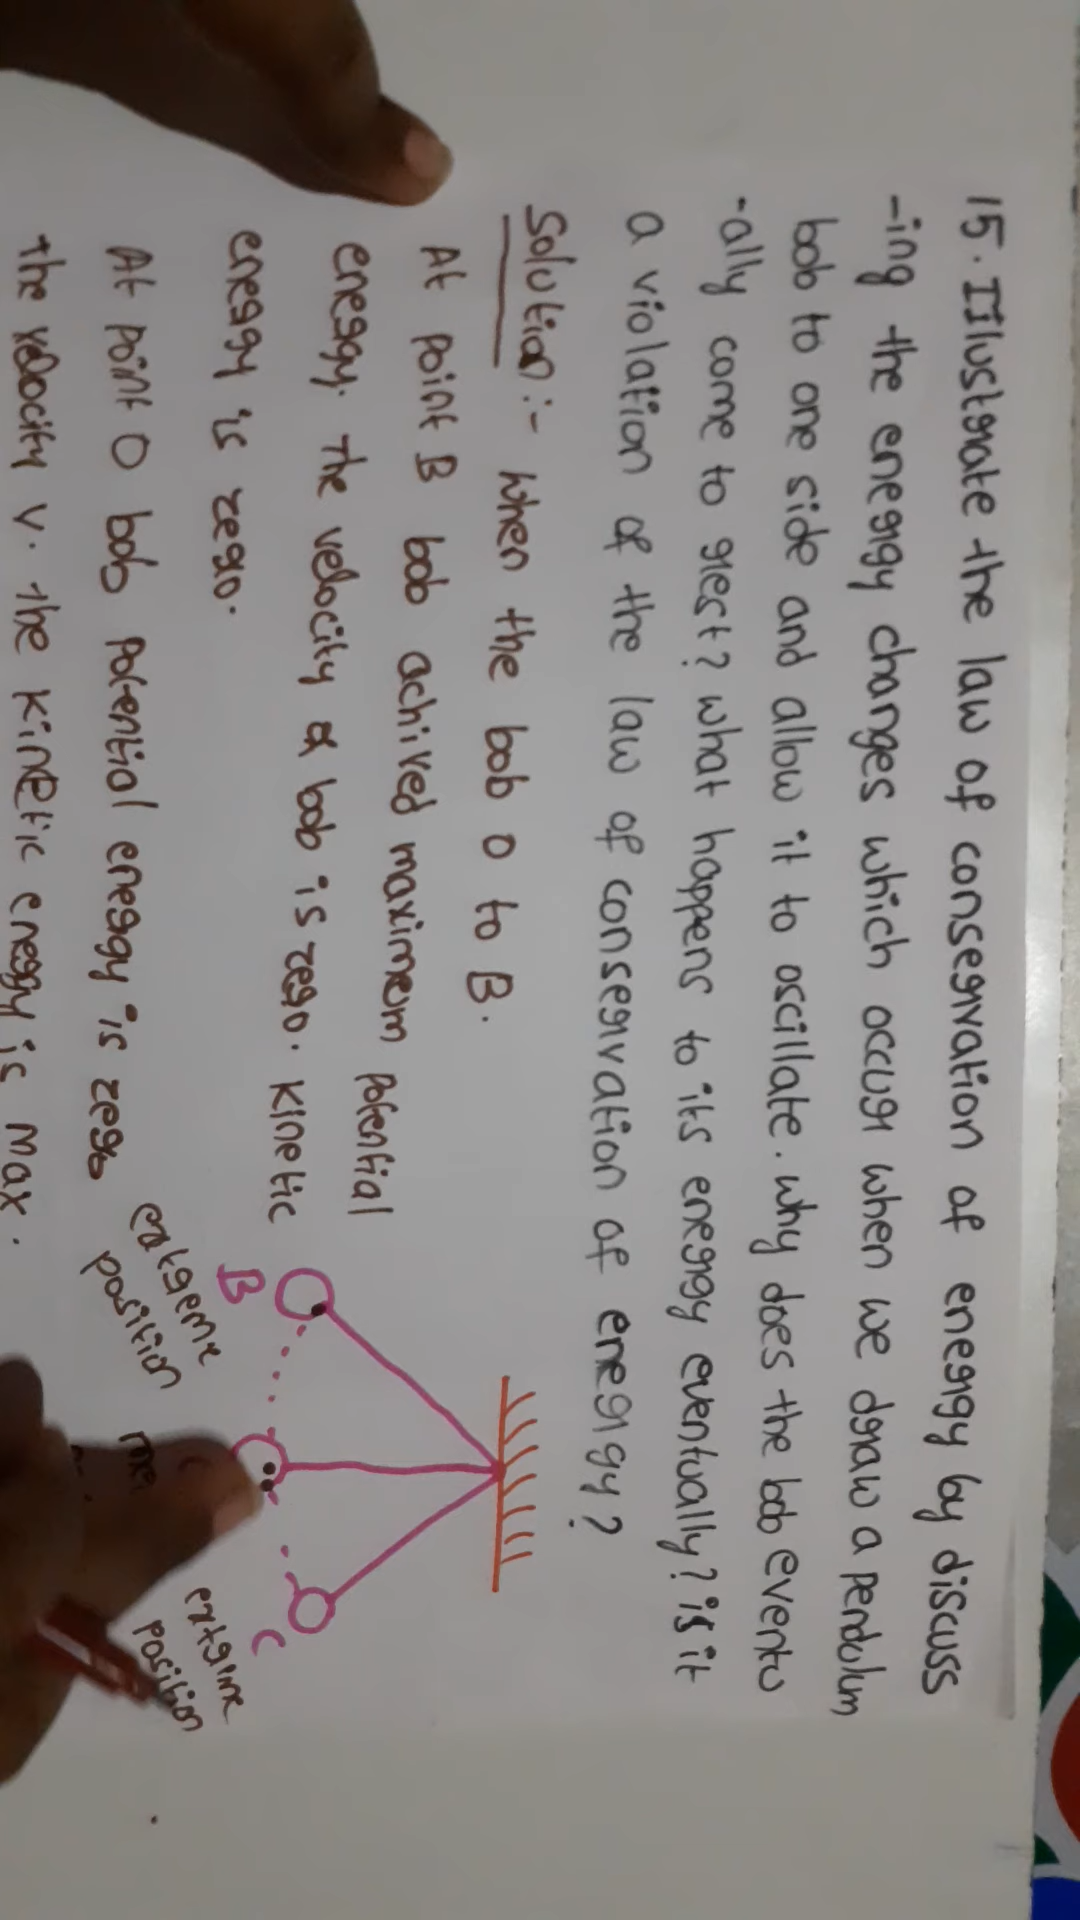 15. Illustrate the law of conservation of energy by discuss
-ing the energy changes which occur when we draw a pendulum
bob to one side and allow it to oscillate. why does the bob eventu
-ally come to rest? what happens to its energy eventually? is it
a violation of the law of conservation of energy?
Solution :- when the bob O to B.
At point B bob achived maximum potential
energy. The velocity of bob is zero. Kinetic
energy is zero.
At point O bob potential energy is zero
the velocity v. the kinetic energy is max.
B
C
extreme
position
position